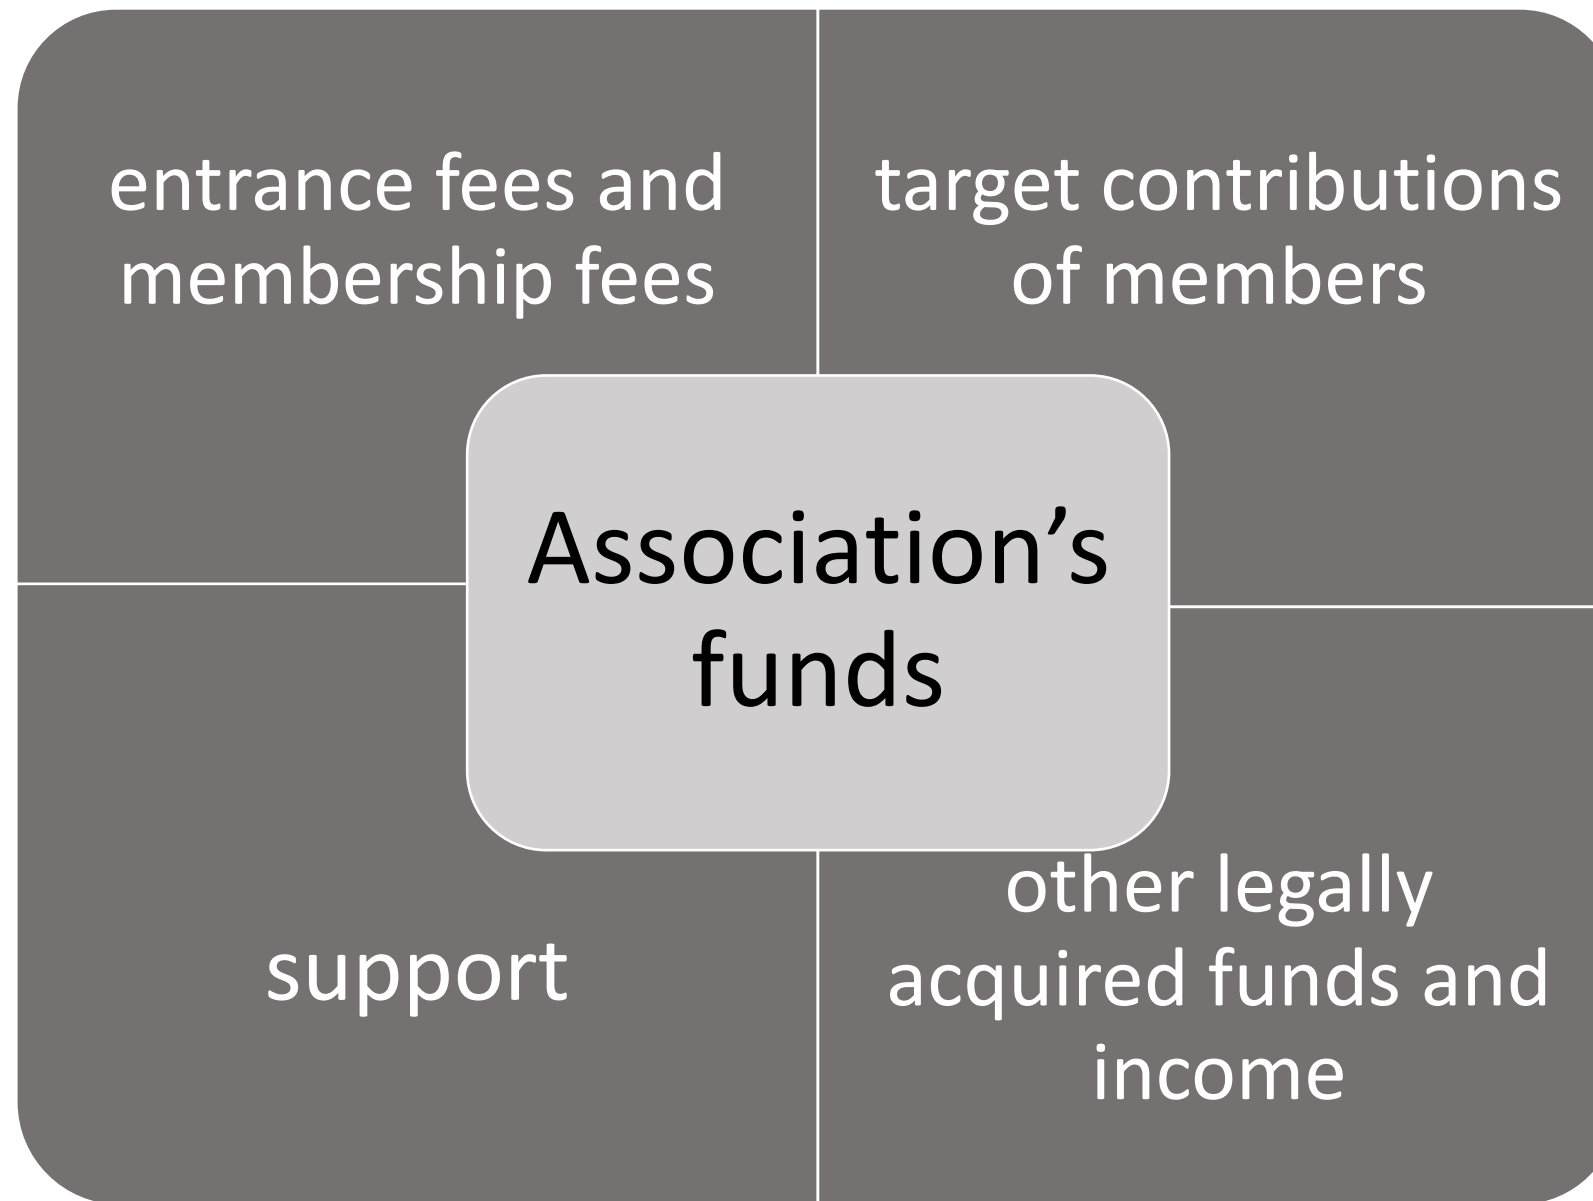 entrance fees and
membership fees
target contributions
of members
Association’s
funds
support
other legally
acquired funds and
income